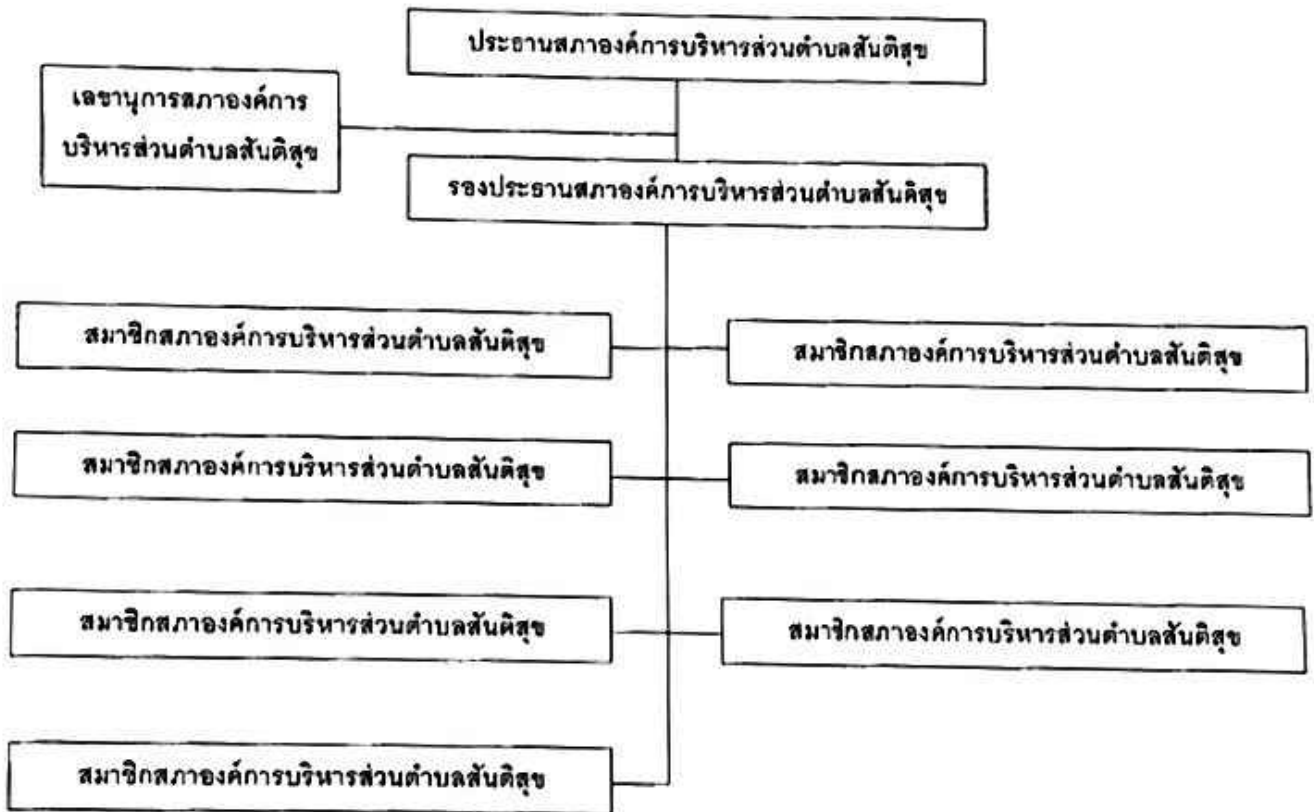 ประธานสภาองค์การบริหารส่วนตำบลสันติสุข
เลขานุการสภาองค์การ
บริหารส่วนตำบลสันติสุข
รองประธานสภาองค์การบริหารส่วนตำบลสันติสุข
สมาชิกสภาองค์การบริหารส่วนตำบลสันติสุข
สมาชิกสภาองค์การบริหารส่วนตำบลสันติสุข
สมาชิกสภาองค์การบริหารส่วนตำบลสันติสุข
สมาชิกสภาองค์การบริหารส่วนตำบลสันติสุข
สมาชิกสภาองค์การบริหารส่วนตำบลสันติสุข
สมาชิกสภาองค์การบริหารส่วนตำบลสันติสุข
สมาชิกสภาองค์การบริหารส่วนตำบลสันติสุข